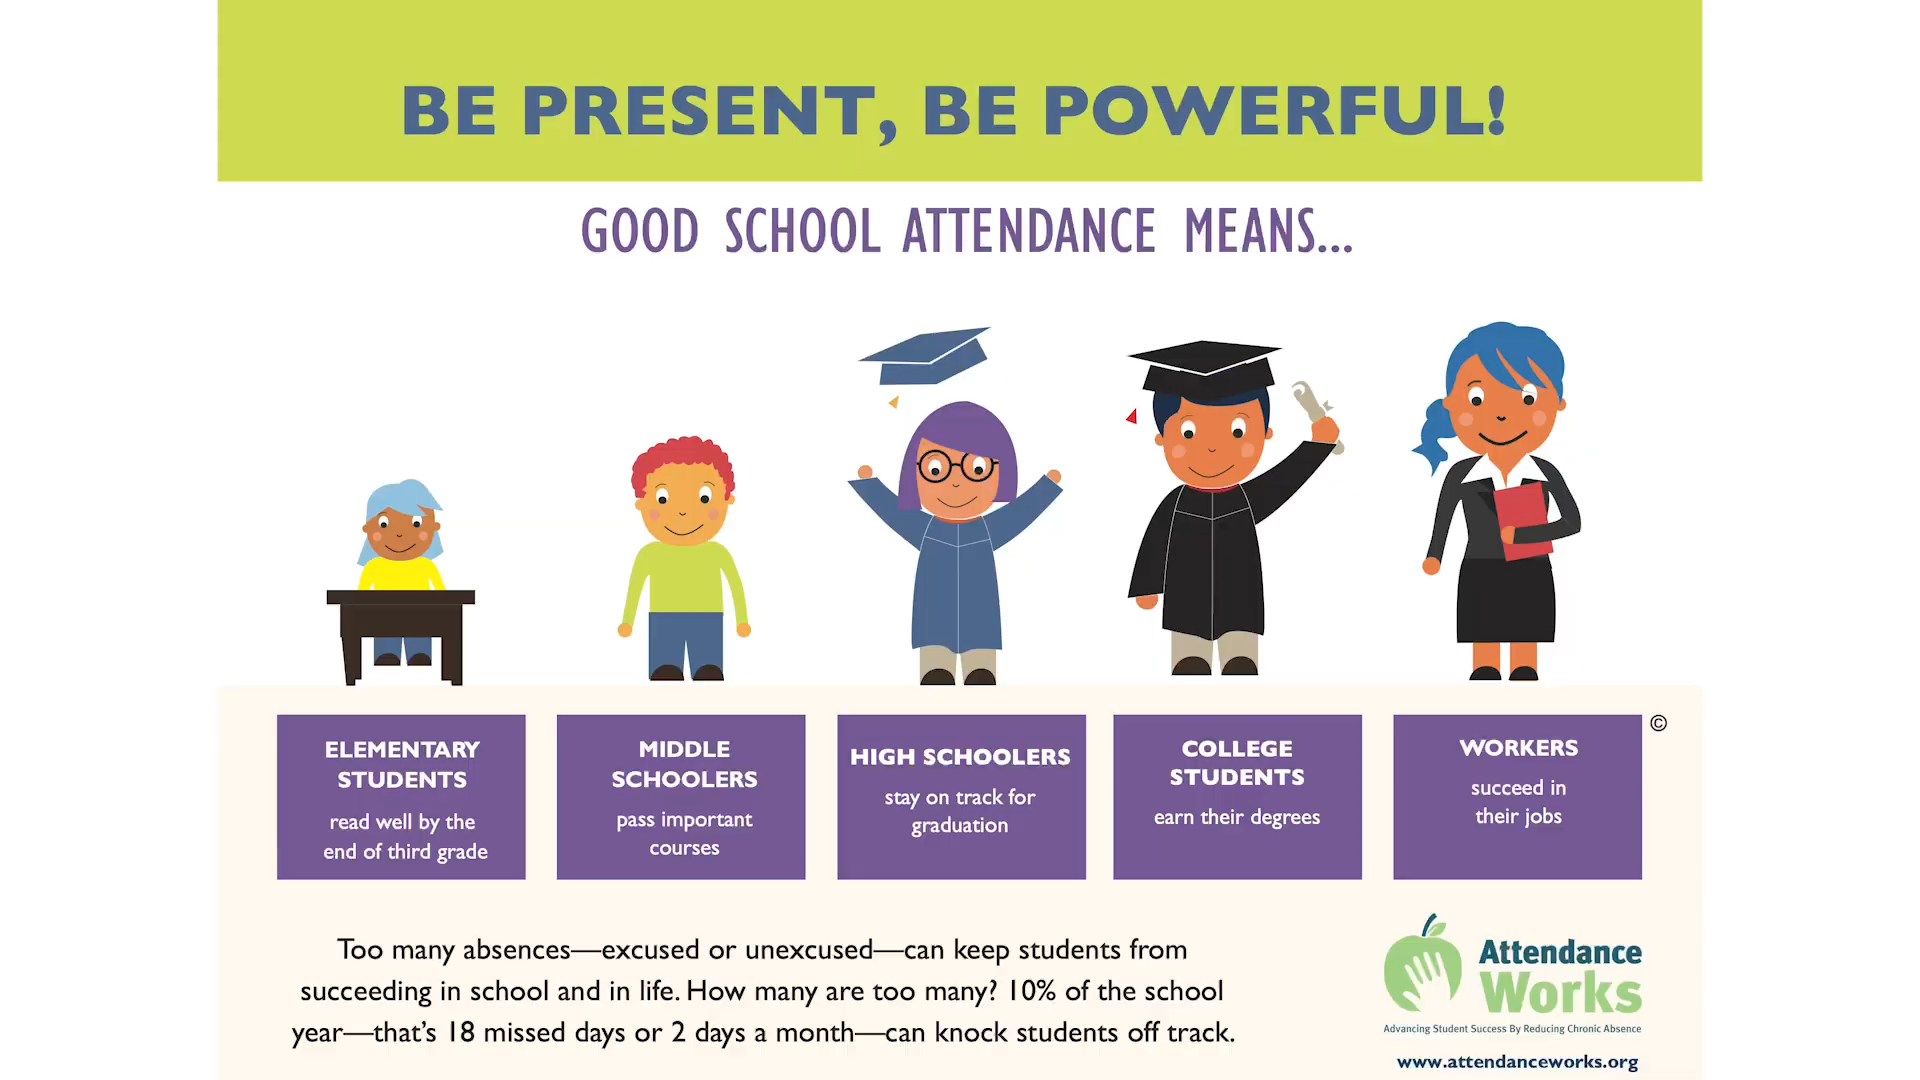 BE PRESENT, BE POWERFUL!
GOOD SCHOOL ATTENDANCE MEANS...
ELEMENTARY
STUDENTS
read well by the
end of third grade
MIDDLE
SCHOOLERS
pass important
courses
HIGH SCHOOLERS
stay on track for
graduation
COLLEGE
STUDENTS
earn their degrees
WORKERS
succeed in
their jobs
©
Too many absences—excused or unexcused—can keep students from
succeeding in school and in life. How many are too many? 10% of the school
year—that's 18 missed days or 2 days a month—can knock students off track.
Attendance
Works
Advancing Student Success By Reducing Chronic Absence
www.attendanceworks.org